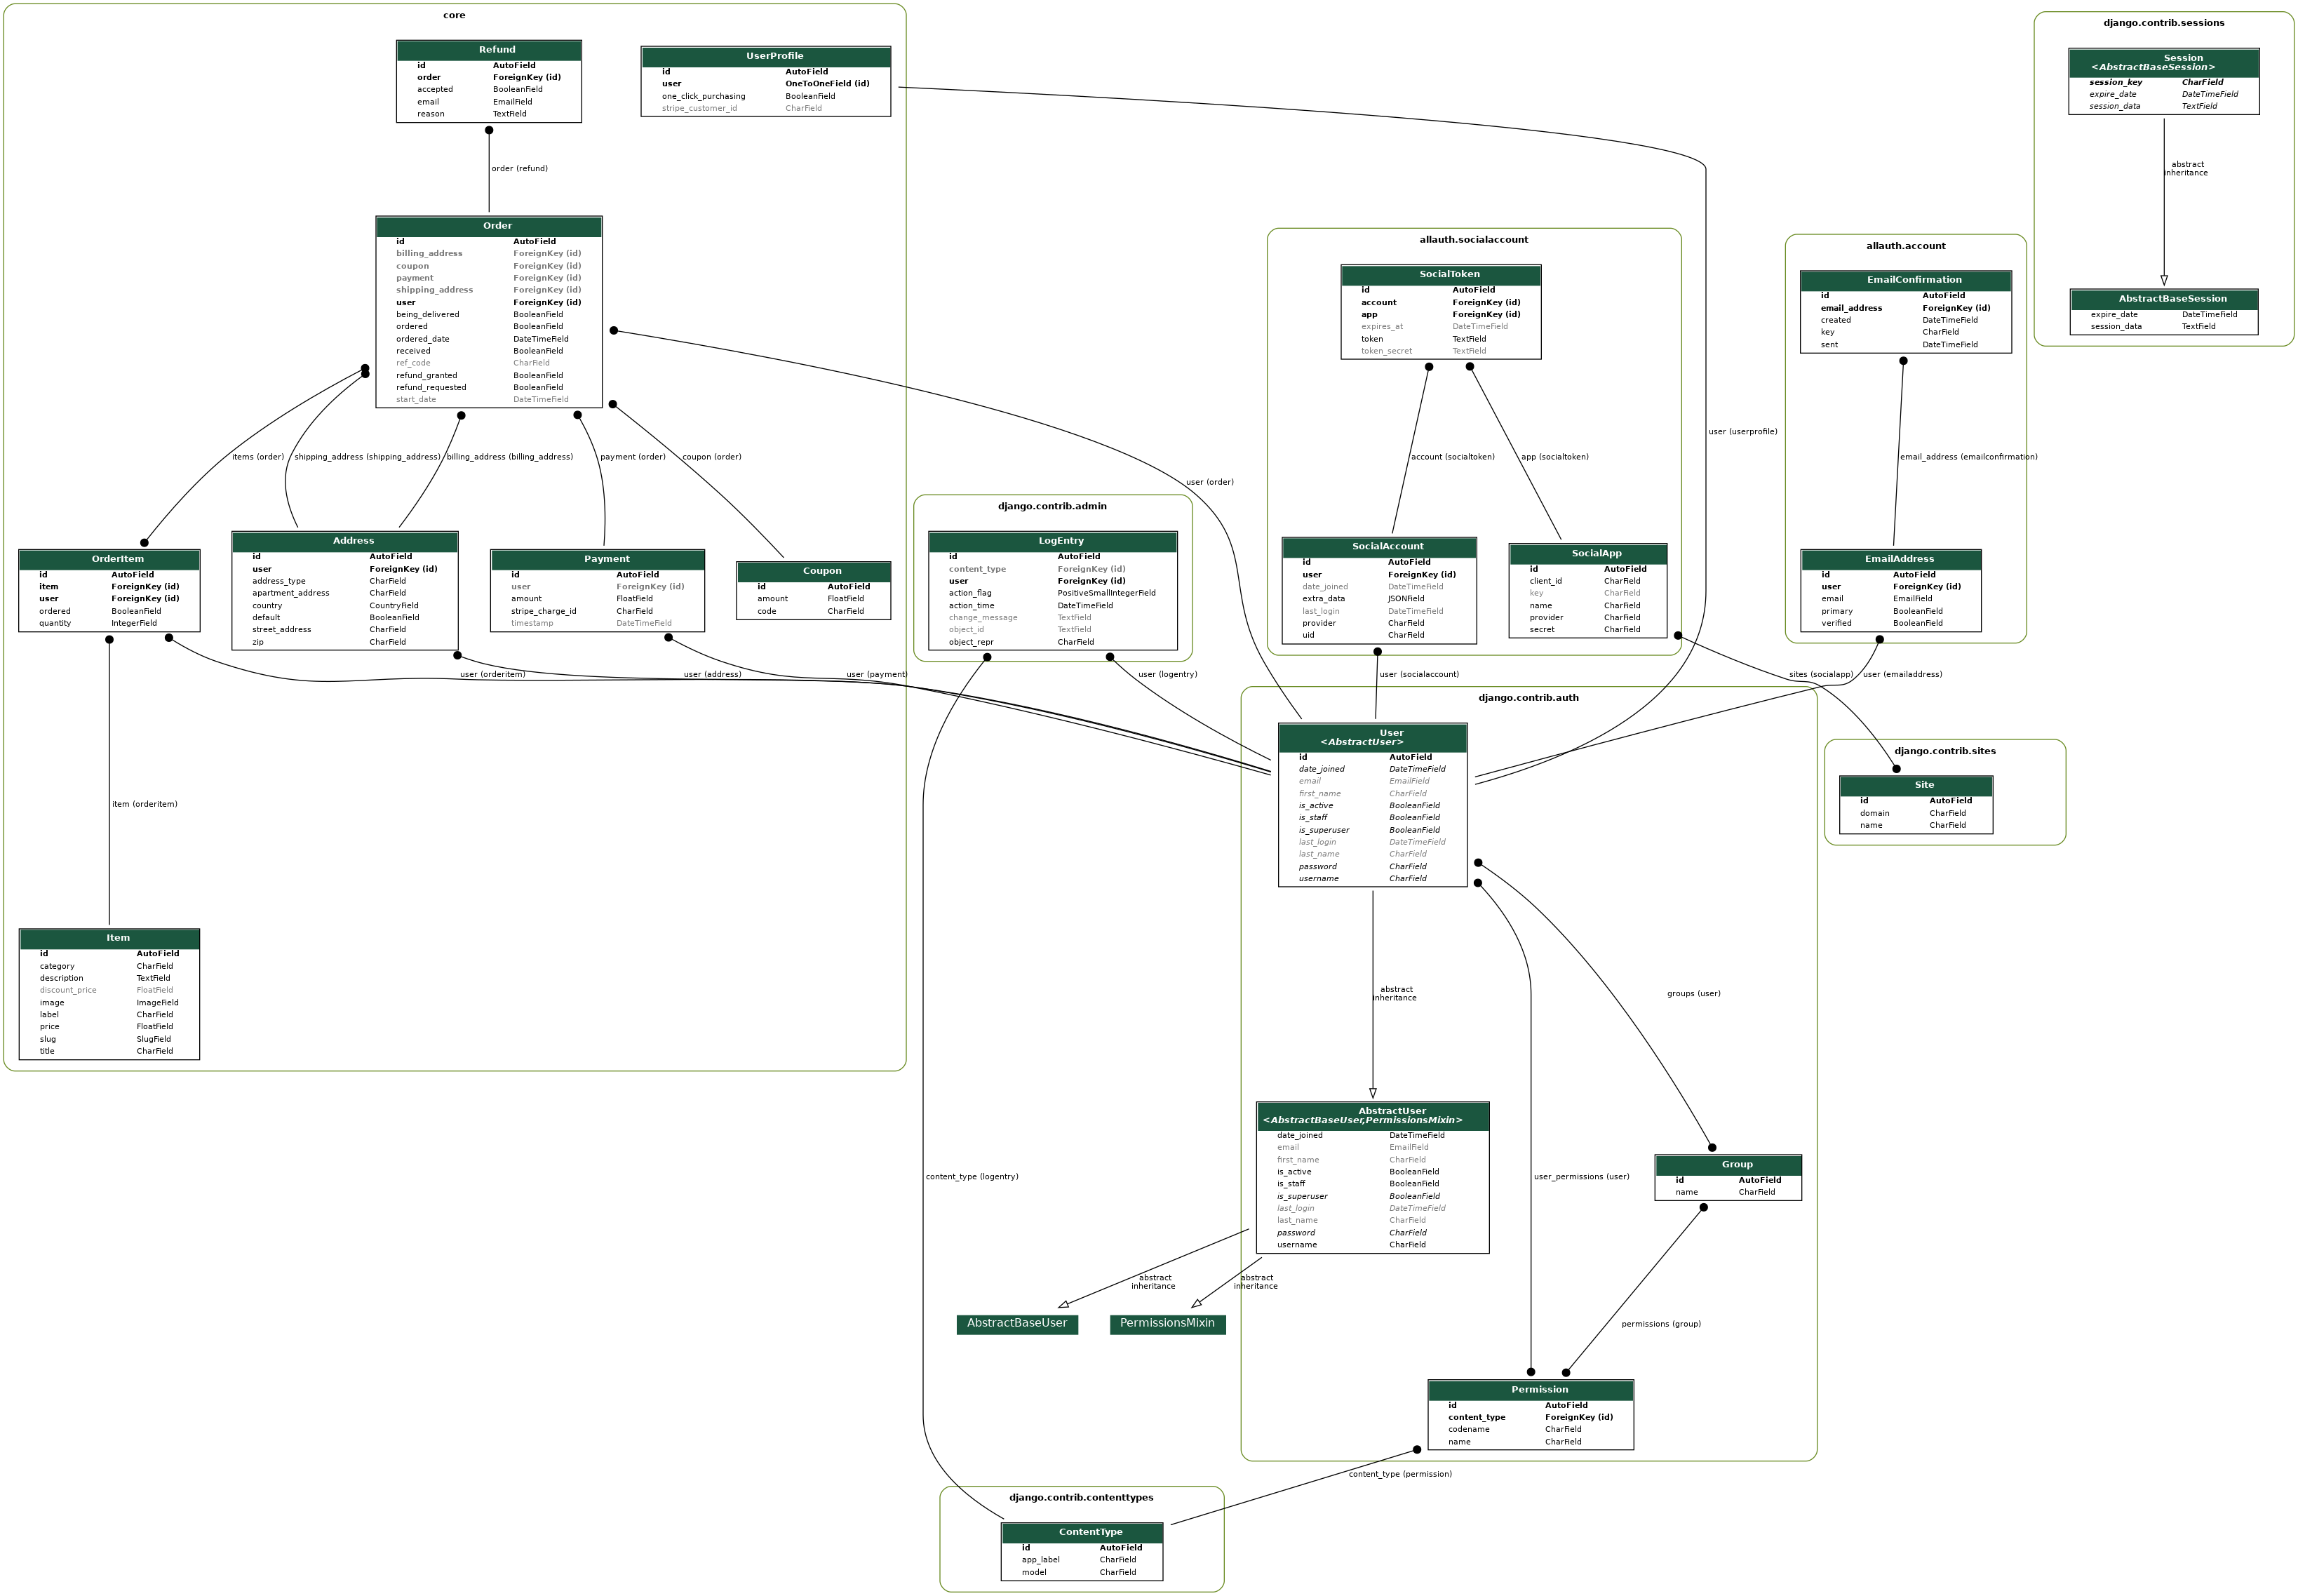 core
Refund
id AutoField
order ForeignKey (id)
accepted BooleanField
email EmailField
reason TextField
UserProfile
id AutoField
user OneToOneField (id)
one_click_purchasing BooleanField
stripe_customer_id CharField
order (refund)
Order
id AutoField
billing_address ForeignKey (id)
coupon ForeignKey (id)
payment ForeignKey (id)
shipping_address ForeignKey (id)
user ForeignKey (id)
being_delivered BooleanField
ordered BooleanField
ordered_date DateTimeField
received BooleanField
ref_code CharField
refund_granted BooleanField
refund_requested BooleanField
start_date DateTimeField
items (order)
shipping_address (shipping_address)
billing_address (billing_address)
payment (order)
coupon (order)
OrderItem
id AutoField
item ForeignKey (id)
user ForeignKey (id)
ordered BooleanField
quantity IntegerField
Address
id AutoField
user ForeignKey (id)
address_type CharField
apartment_address CharField
country CountryField
default BooleanField
street_address CharField
zip CharField
Payment
id AutoField
user ForeignKey (id)
amount FloatField
stripe_charge_id CharField
timestamp DateTimeField
Coupon
id AutoField
amount FloatField
code CharField
user (orderitem)
user (address)
user (payment)
item (orderitem)
Item
id AutoField
category CharField
description TextField
discount_price FloatField
image ImageField
label CharField
price FloatField
slug SlugField
title CharField
django.contrib.admin
LogEntry
id AutoField
content_type ForeignKey (id)
user ForeignKey (id)
action_flag PositiveSmallIntegerField
action_time DateTimeField
change_message TextField
object_id TextField
object_repr CharField
user (logentry)
user (order)
user (userprofile)
allauth.socialaccount
SocialToken
id AutoField
account ForeignKey (id)
app ForeignKey (id)
expires_at DateTimeField
token TextField
token_secret TextField
account (socialtoken)
app (socialtoken)
SocialAccount
id AutoField
user ForeignKey (id)
date_joined DateTimeField
extra_data JSONField
last_login DateTimeField
provider CharField
uid CharField
SocialApp
id AutoField
client_id CharField
key CharField
name CharField
provider CharField
secret CharField
user (socialaccount)
sites (socialapp)
allauth.account
EmailConfirmation
id AutoField
email_address ForeignKey (id)
created DateTimeField
key CharField
sent DateTimeField
email_address (emailconfirmation)
EmailAddress
id AutoField
user ForeignKey (id)
email EmailField
primary BooleanField
verified BooleanField
user (emailaddress)
django.contrib.sessions
Session
<AbstractBaseSession>
session_key CharField
expire_date DateTimeField
session_data TextField
abstract
inheritance
AbstractBaseSession
expire_date DateTimeField
session_data TextField
django.contrib.sites
Site
id AutoField
domain CharField
name CharField
django.contrib.auth
User
<AbstractUser>
id AutoField
date_joined DateTimeField
email EmailField
first_name CharField
is_active BooleanField
is_staff BooleanField
is_superuser BooleanField
last_login DateTimeField
last_name CharField
password CharField
username CharField
abstract
inheritance
groups (user)
user_permissions (user)
AbstractUser
<AbstractBaseUser,PermissionsMixin>
date_joined DateTimeField
email EmailField
first_name CharField
is_active BooleanField
is_staff BooleanField
is_superuser BooleanField
last_login DateTimeField
last_name CharField
password CharField
username CharField
Group
id AutoField
name CharField
abstract
inheritance
abstract
inheritance
AbstractBaseUser
PermissionsMixin
permissions (group)
Permission
id AutoField
content_type ForeignKey (id)
codename CharField
name CharField
content_type (logentry)
content_type (permission)
django.contrib.contenttypes
ContentType
id AutoField
app_label CharField
model CharField